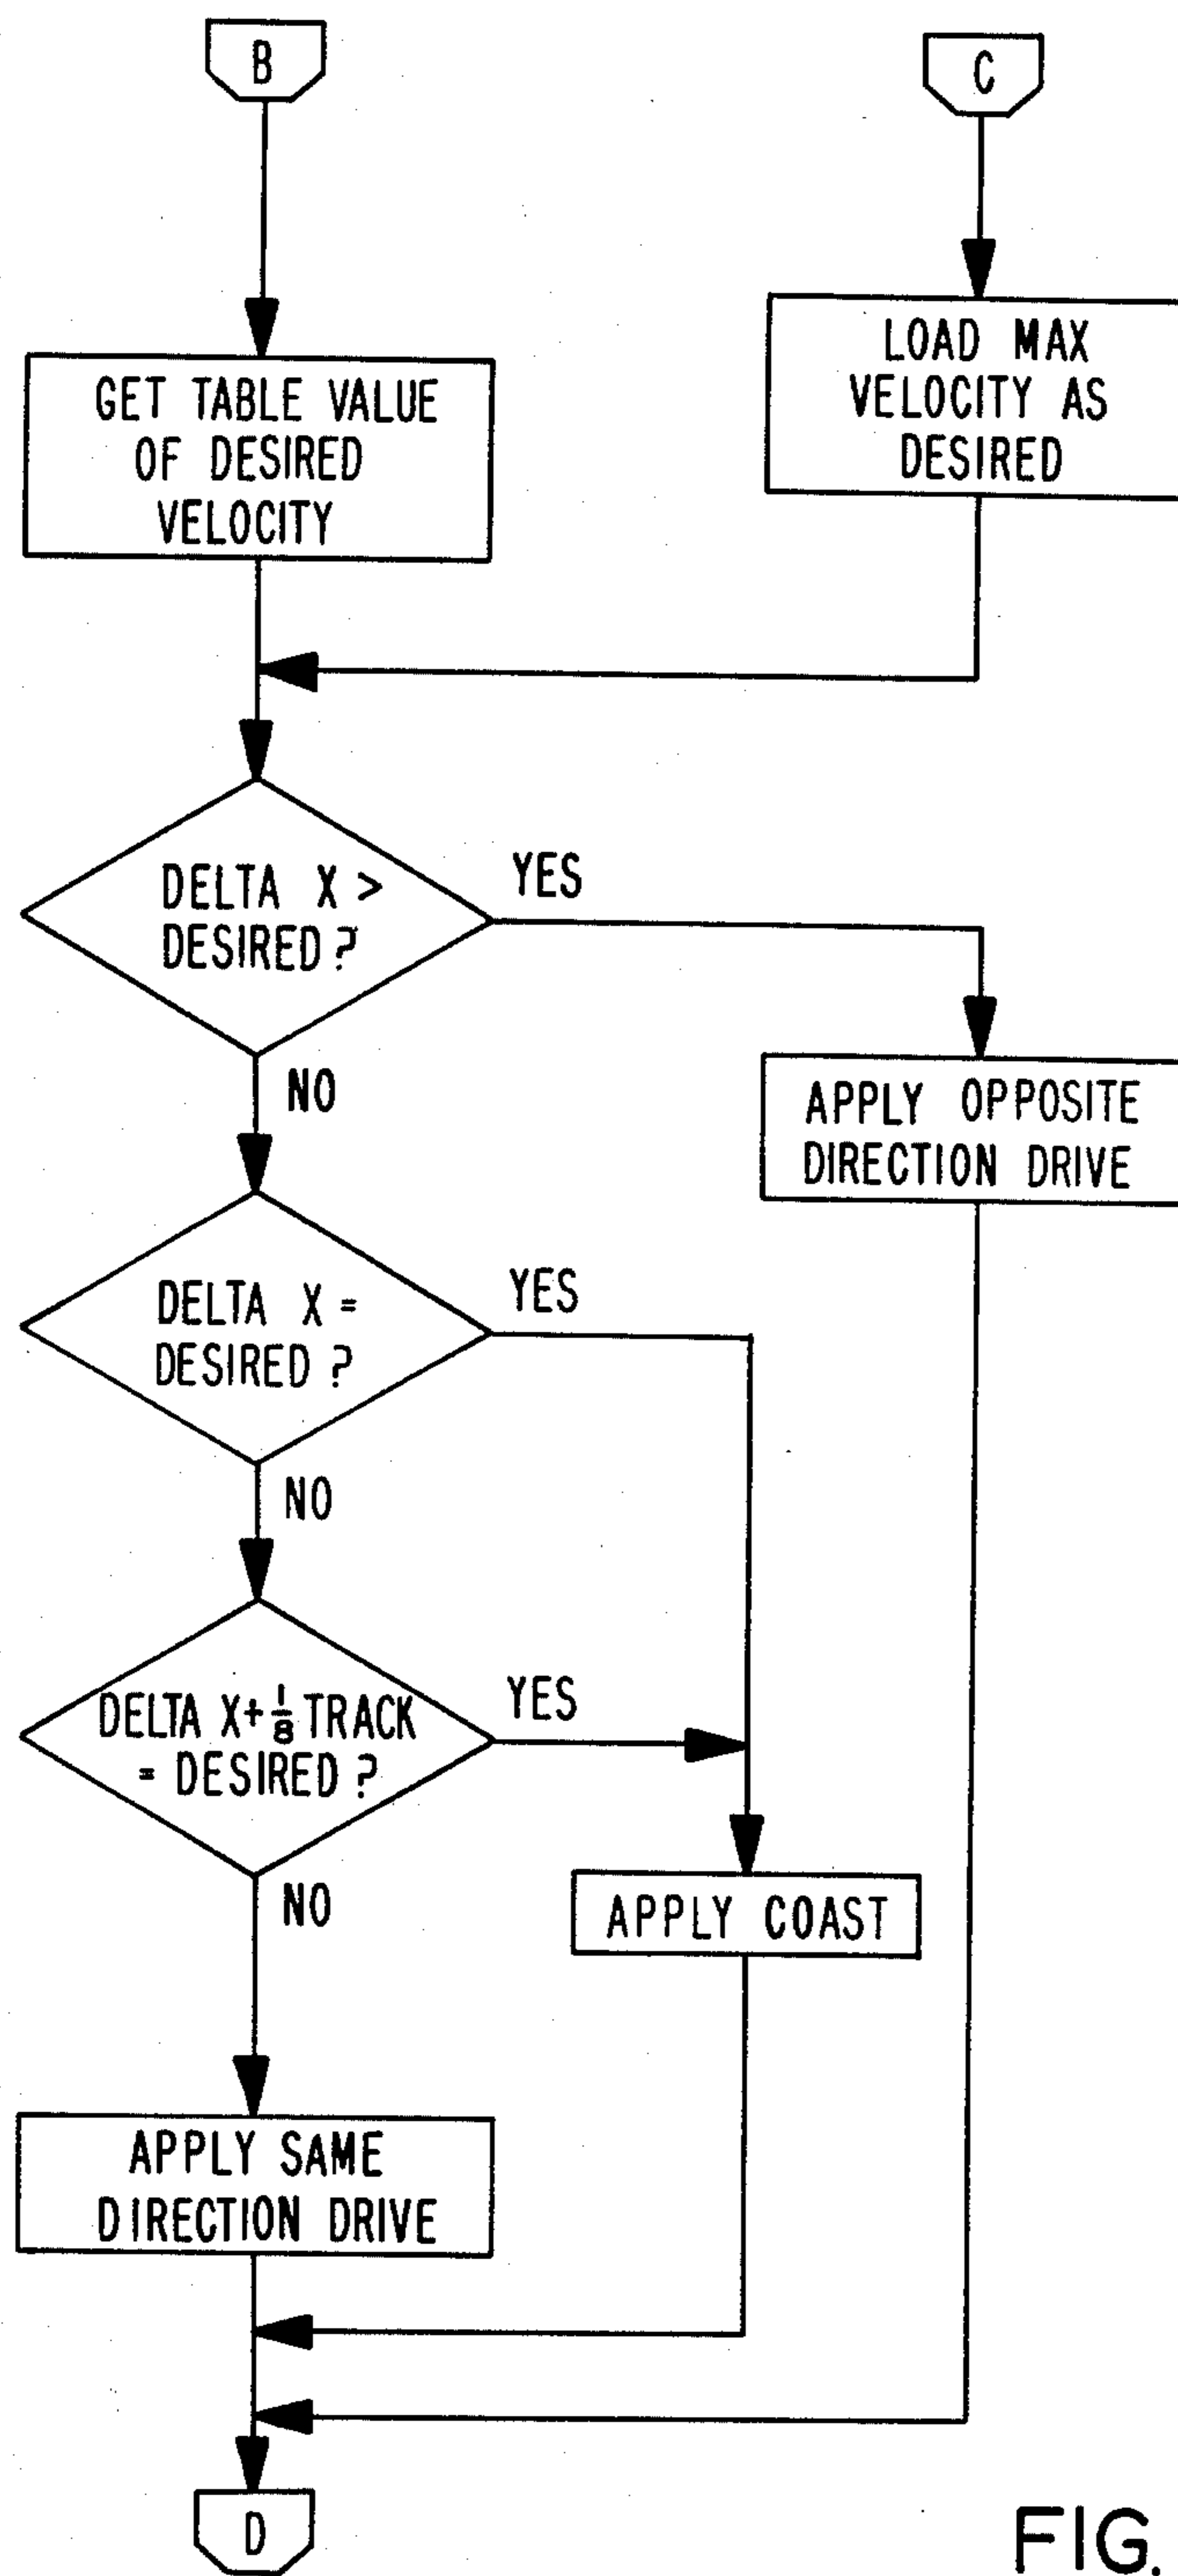 B
C
GET TABLE VALUE
OF DESIRED
VELOCITY
LOAD MAX
VELOCITY AS
DESIRED
DELTA X >
DESIRED ?
YES
NO
APPLY OPPOSITE
DIRECTION DRIVE
DELTA X =
DESIRED ?
YES
NO
DELTA X+1/8 TRACK
= DESIRED ?
YES
NO
APPLY COAST
APPLY SAME
DIRECTION DRIVE
D
FIG.